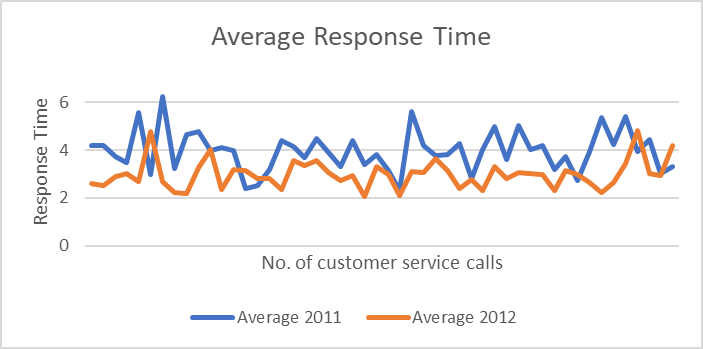 Average Response Time
Response Time
6
4
2
0
No. of customer service calls
Average 2011
Average 2012